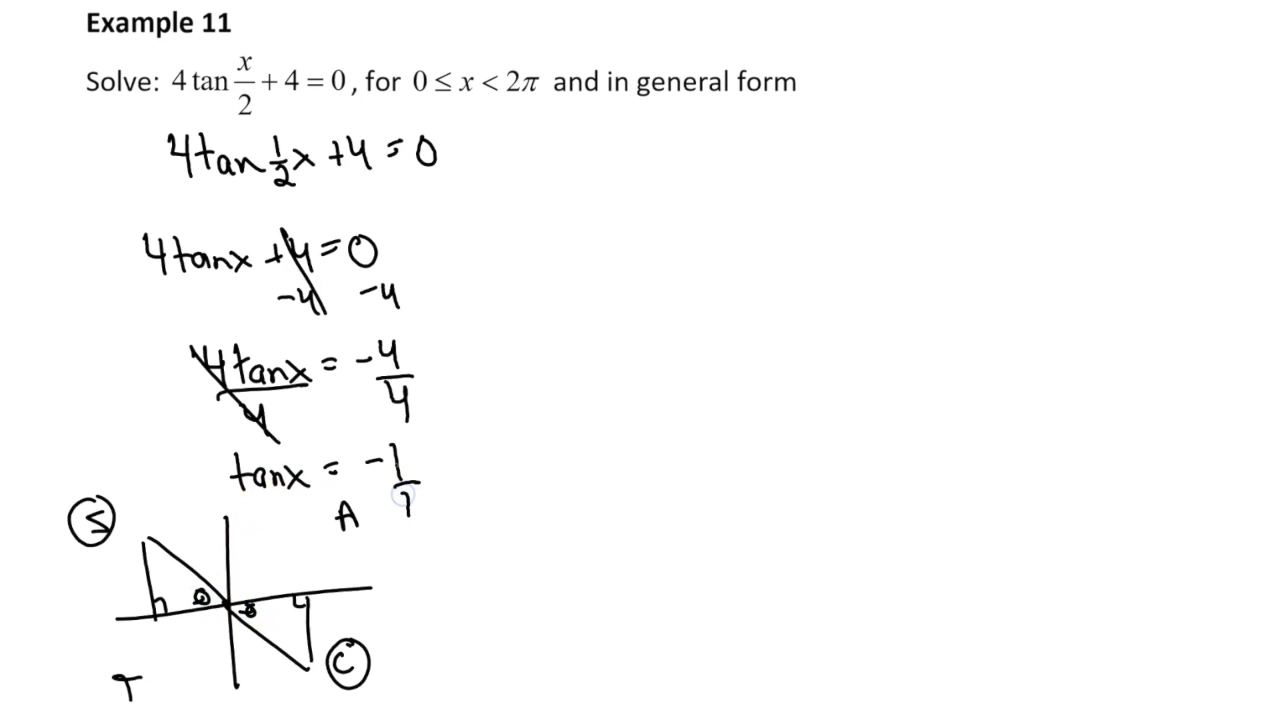 Example 11
Solve: 4 tan x/2 + 4 = 0, for 0 ≤ x < 2π and in general form
4tan 1/2 x + 4 = 0
4tanx + 4 = 0
-4 -4
4tanx/4 = -4/4
tanx = -1/1
S A
T C